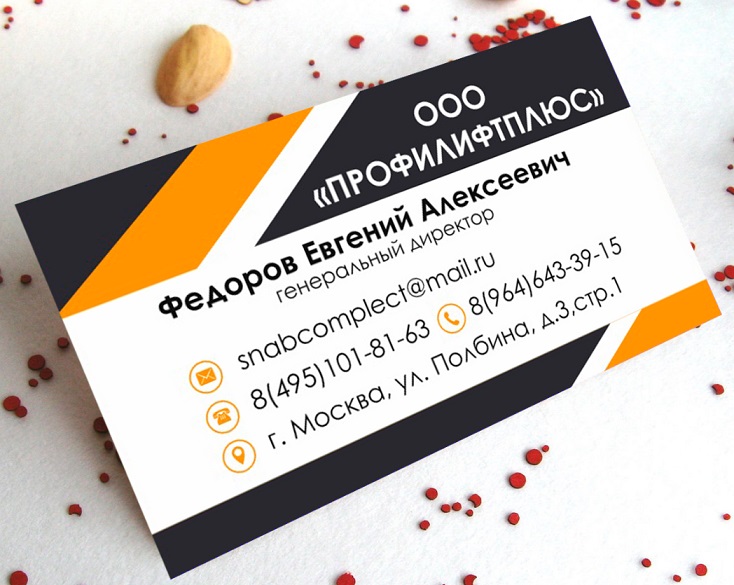 ООО
«ПРОФИЛИФТПЛЮС»
Федоров Евгений Алексеевич
генеральный директор
snabcomplect@mail.ru
8(495)101-81-63 8(964)643-39-15
г. Москва, ул. Полбина, д.3,стр.1